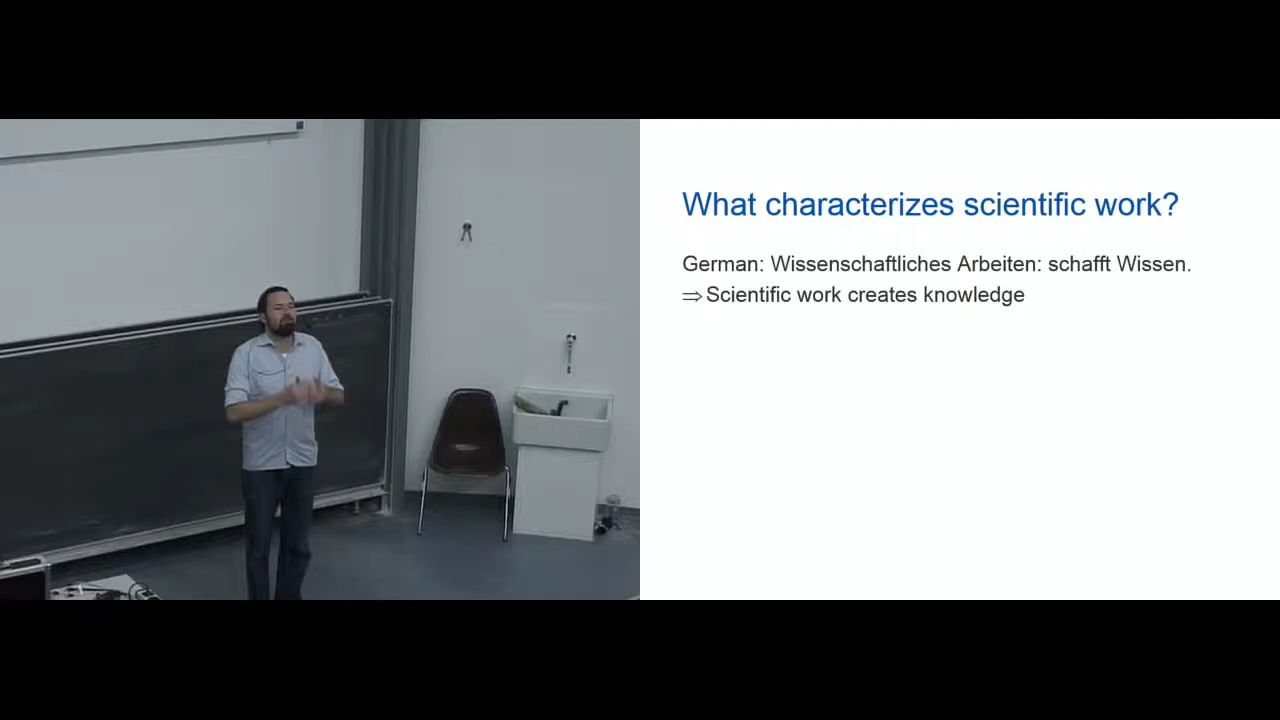 What characterizes scientific work?
German: Wissenschaftliches Arbeiten: schafft Wissen.
⇒ Scientific work creates knowledge